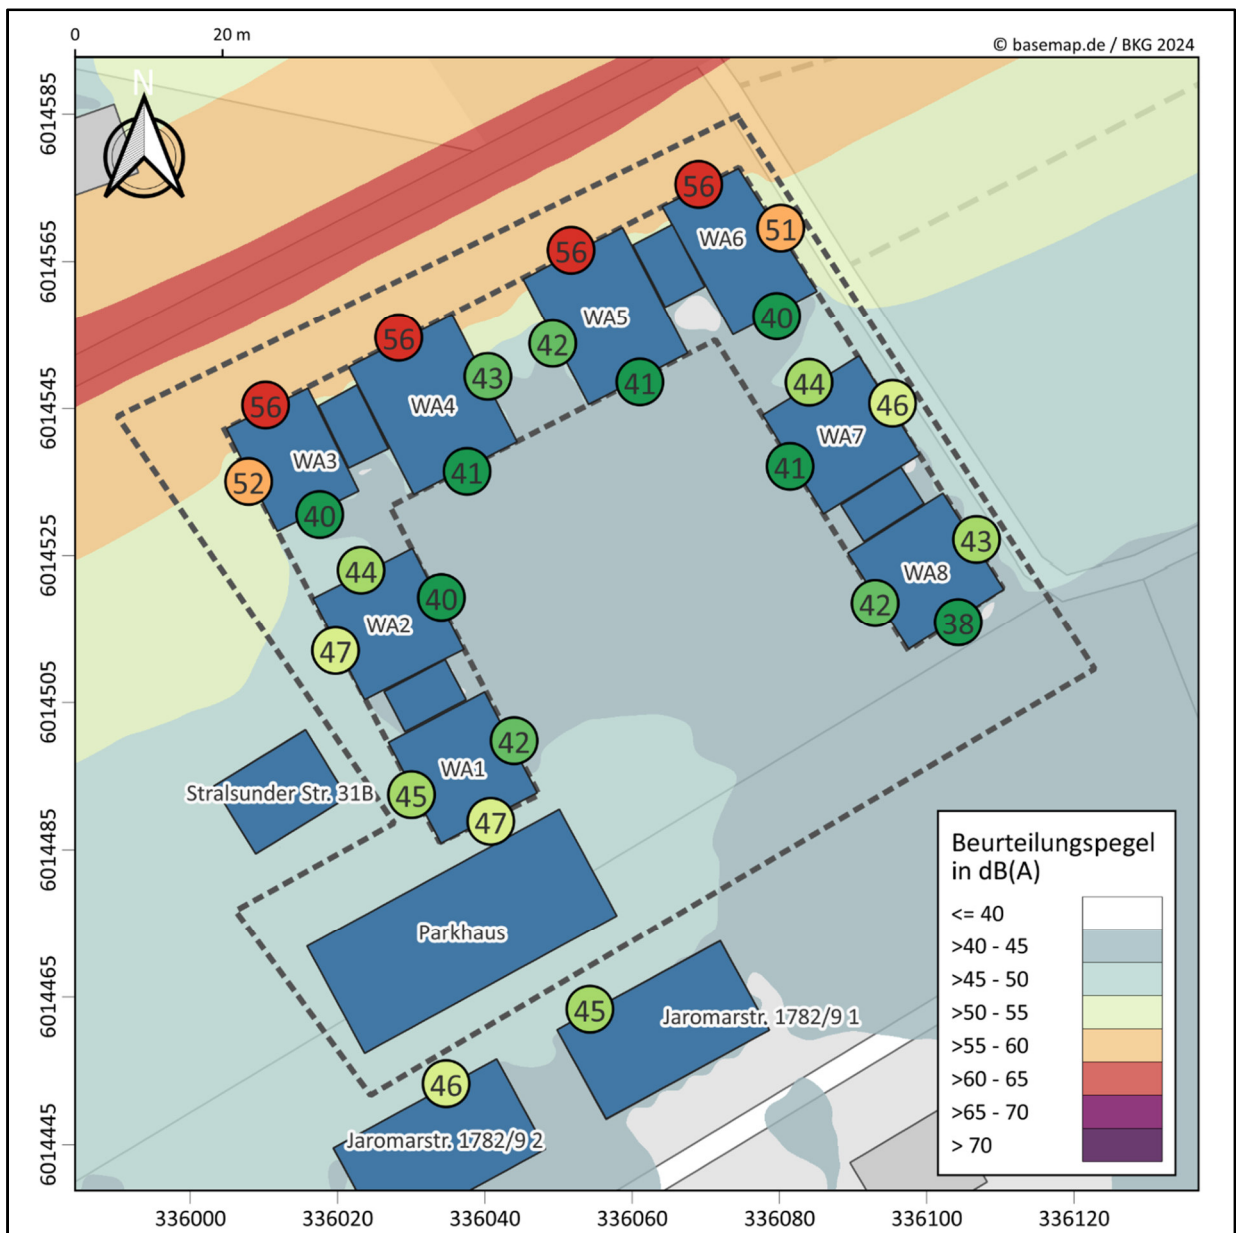 0
20 m
© basemap.de / BKG 2024
N
6014585
6014565
6014545
6014525
6014505
6014485
6014465
6014445
56
WA6
51
56
WA5
40
42
41
56
WA4
43
41
56
WA3
52
40
44
46
WA7
41
43
WA8
42
38
44
40
WA2
47
42
WA1
45
47
Stralsunder Str. 31B
Parkhaus
45
Jaromarstr. 1782/9 1
46
Jaromarstr. 1782/9 2
Beurteilungspegel
in dB(A)
<= 40
>40 - 45
>45 - 50
>50 - 55
>55 - 60
>60 - 65
>65 - 70
> 70
336000
336020
336040
336060
336080
336100
336120